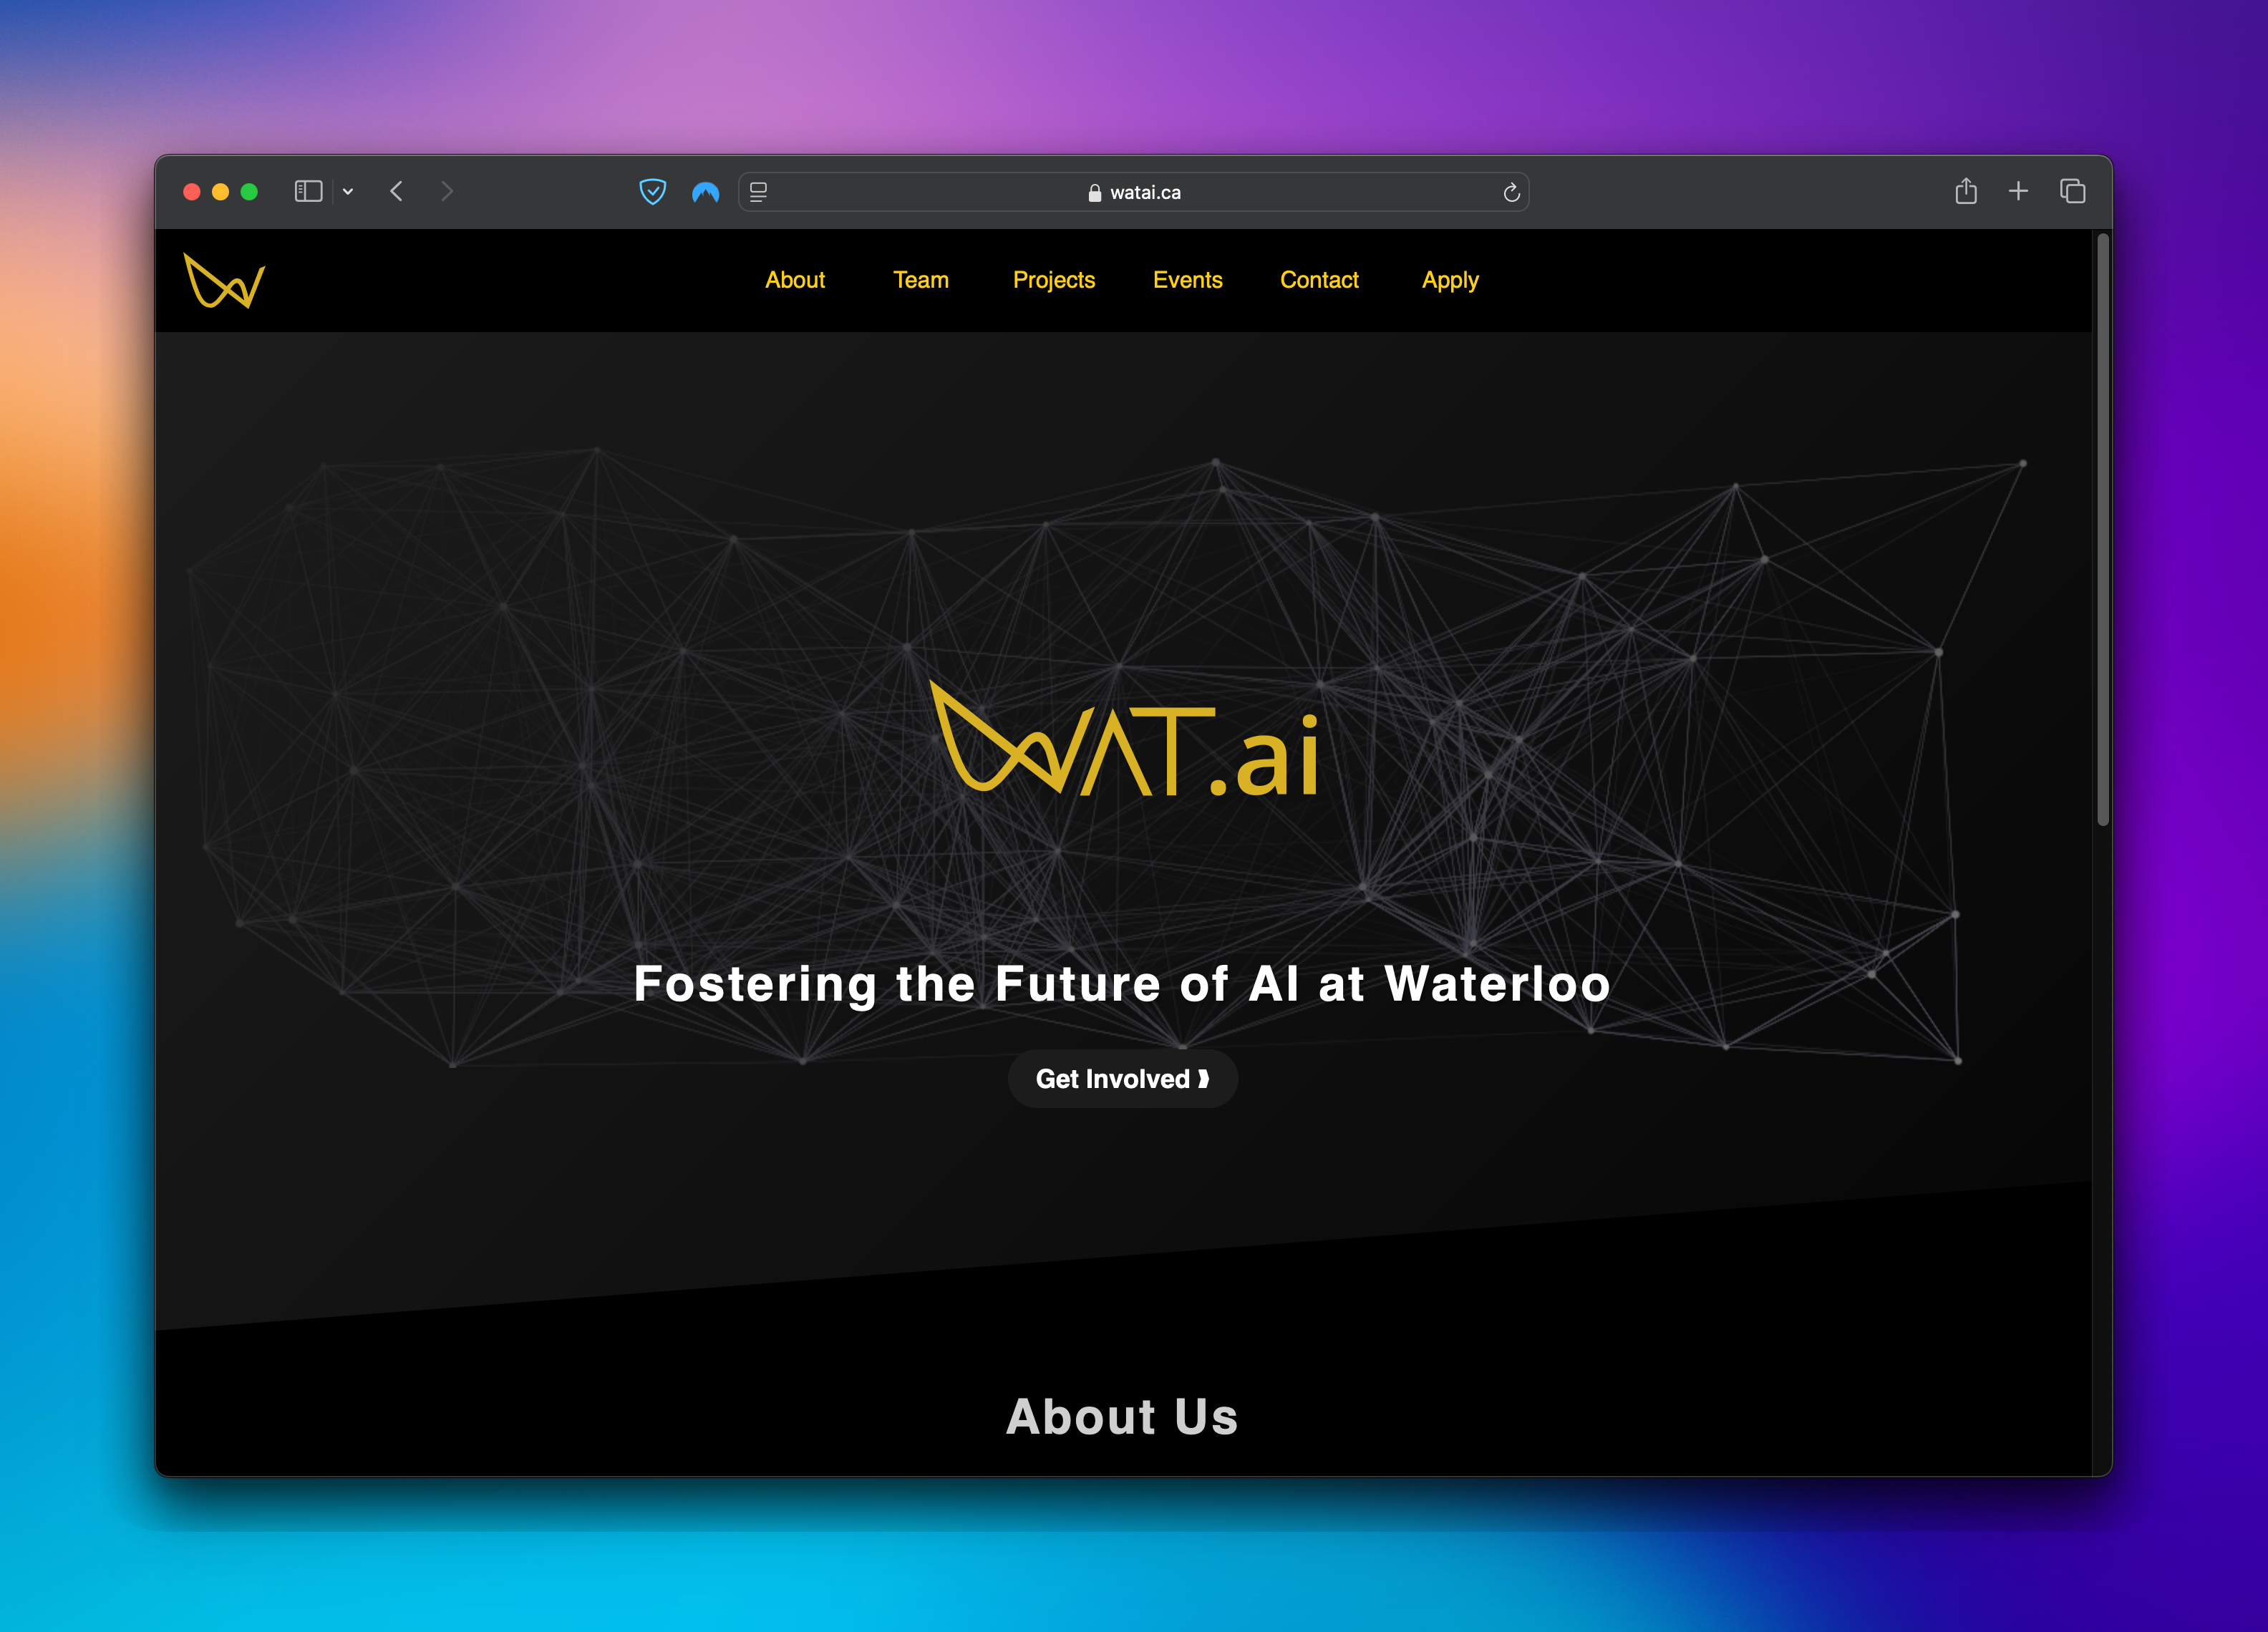 watai.ca
About Team Projects Events Contact Apply
WAT.ai
Fostering the Future of AI at Waterloo
Get Involved ❱
About Us